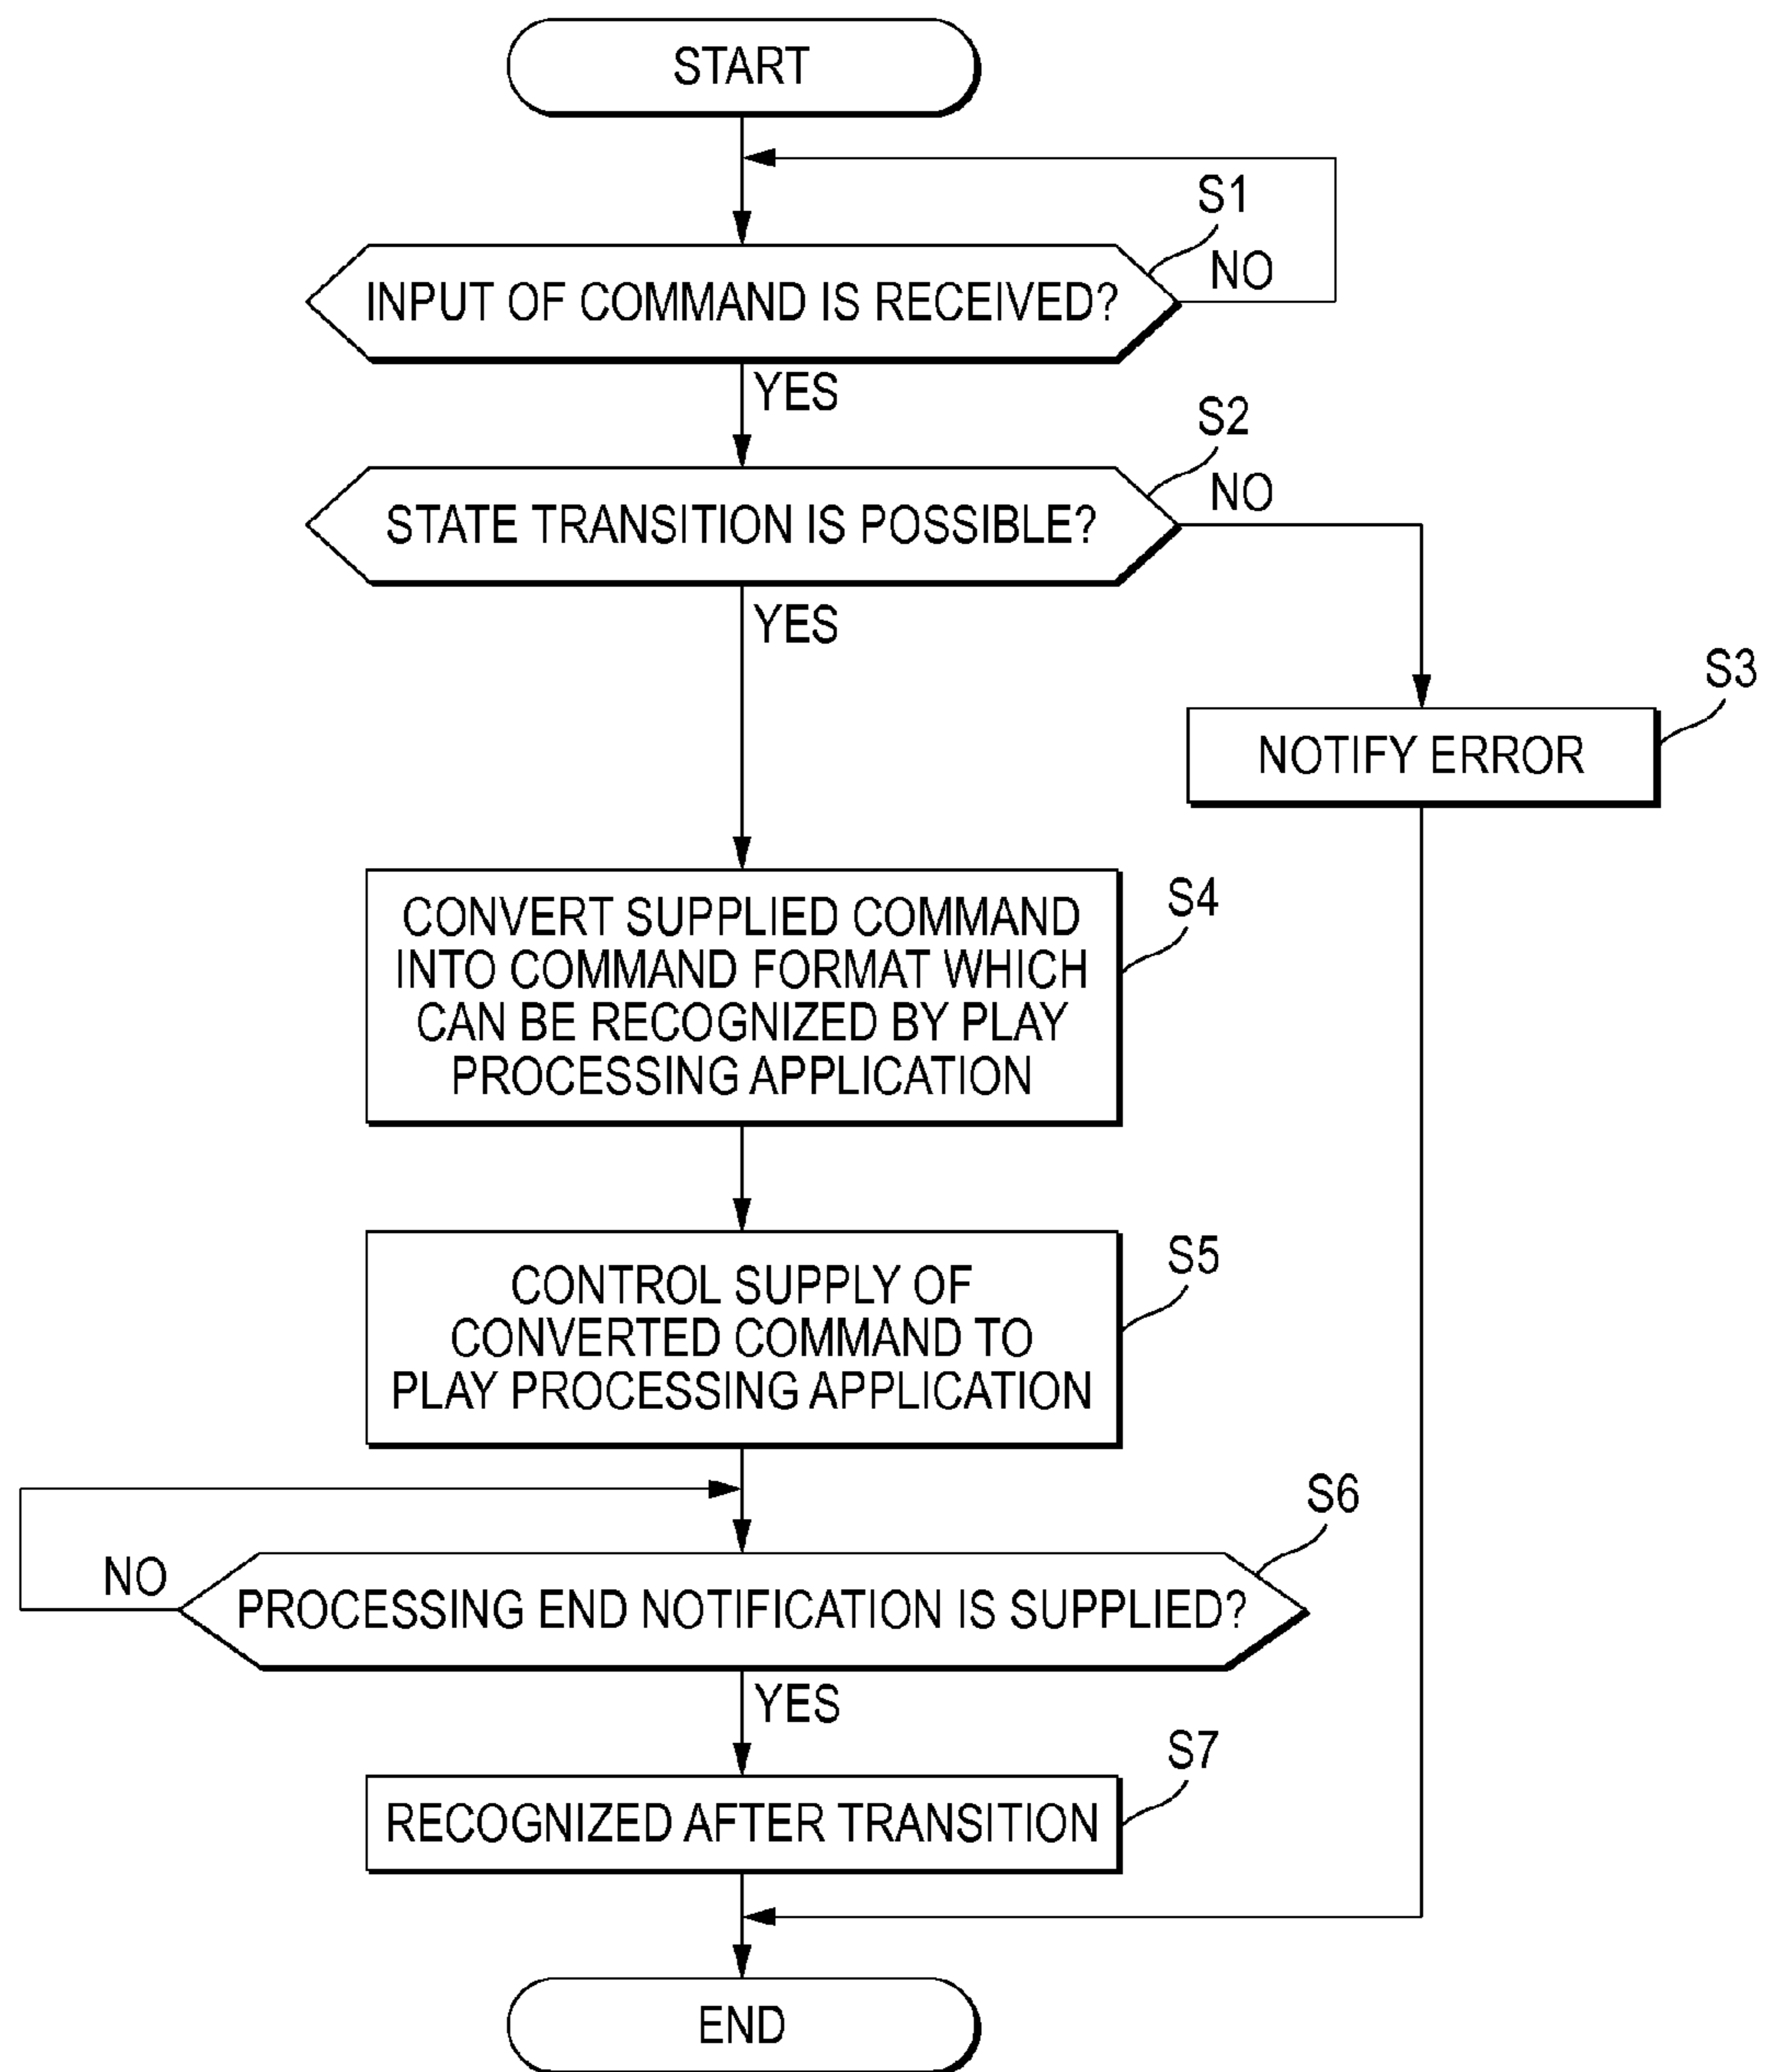 START
S1
NO
INPUT OF COMMAND IS RECEIVED?
YES
S2
NO
STATE TRANSITION IS POSSIBLE?
YES
S3
NOTIFY ERROR
S4
CONVERT SUPPLIED COMMAND
INTO COMMAND FORMAT WHICH
CAN BE RECOGNIZED BY PLAY
PROCESSING APPLICATION
S5
CONTROL SUPPLY OF
CONVERTED COMMAND TO
PLAY PROCESSING APPLICATION
S6
NO
PROCESSING END NOTIFICATION IS SUPPLIED?
YES
S7
RECOGNIZED AFTER TRANSITION
END